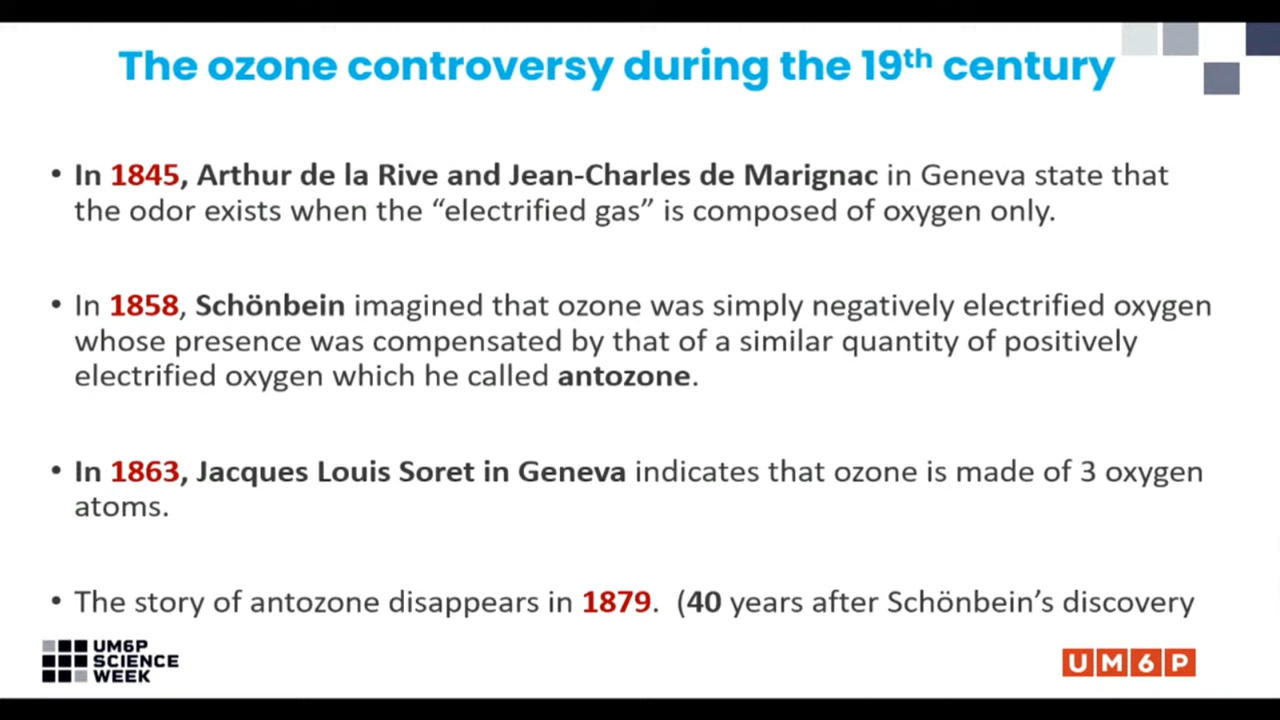 The ozone controversy during the 19th century
• In 1845, Arthur de la Rive and Jean-Charles de Marignac in Geneva state that
the odor exists when the “electrified gas” is composed of oxygen only.
• In 1858, Schönbein imagined that ozone was simply negatively electrified oxygen
whose presence was compensated by that of a similar quantity of positively
electrified oxygen which he called antozone.
• In 1863, Jacques Louis Soret in Geneva indicates that ozone is made of 3 oxygen
atoms.
• The story of antozone disappears in 1879. (40 years after Schönbein’s discovery
UM6P
SCIENCE
WEEK
UM6P